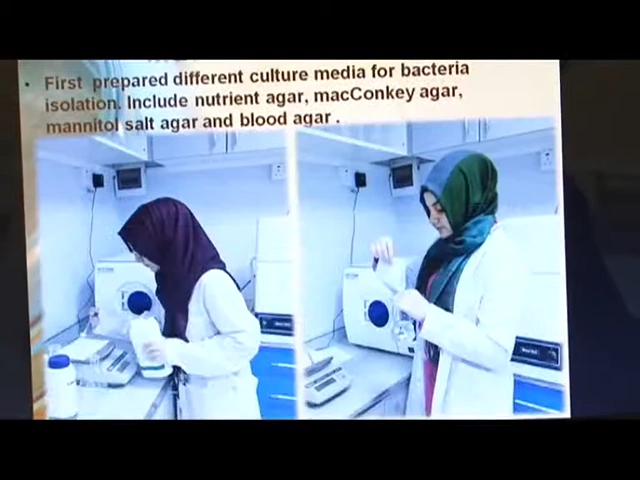 • First prepared different culture media for bacteria
isolation. Include nutrient agar, macConkey agar,
mannitol salt agar and blood agar .